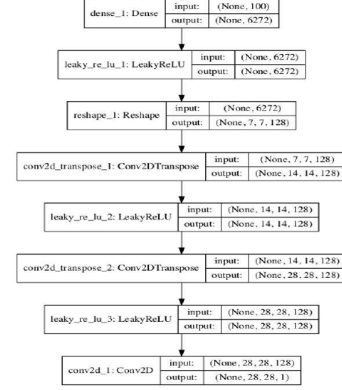 dense_1: Dense input: (None, 100)
output: (None, 6272)
leaky_re_lu_1: LeakyReLU input: (None, 6272)
output: (None, 6272)
reshape_1: Reshape input: (None, 6272)
output: (None, 7, 7, 128)
conv2d_transpose_1: Conv2DTranspose input: (None, 7, 7, 128)
output: (None, 14, 14, 128)
leaky_re_lu_2: LeakyReLU input: (None, 14, 14, 128)
output: (None, 14, 14, 128)
conv2d_transpose_2: Conv2DTranspose input: (None, 14, 14, 128)
output: (None, 28, 28, 128)
leaky_re_lu_3: LeakyReLU input: (None, 28, 28, 128)
output: (None, 28, 28, 128)
conv2d_1: Conv2D input: (None, 28, 28, 128)
output: (None, 28, 28, 1)